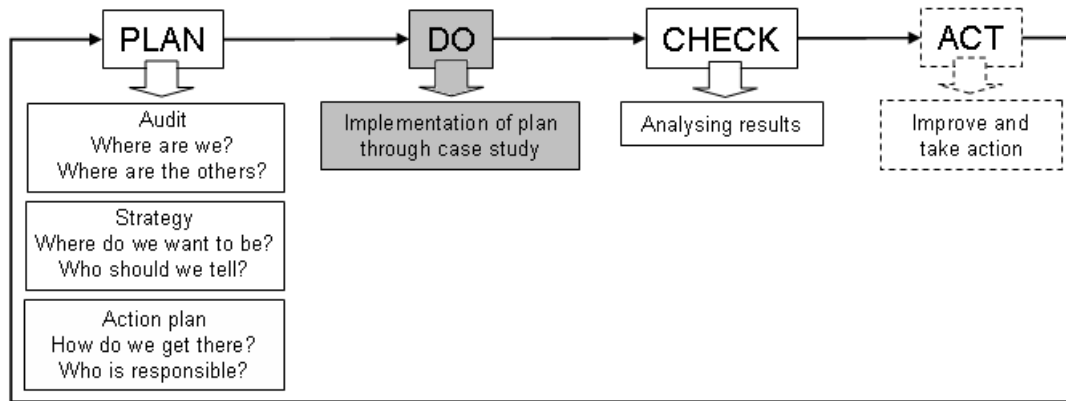 PLAN
DO
CHECK
ACT
Audit
Where are we?
Where are the others?
Strategy
Where do we want to be?
Who should we tell?
Action plan
How do we get there?
Who is responsible?
Implementation of plan
through case study
Analysing results
Improve and
take action